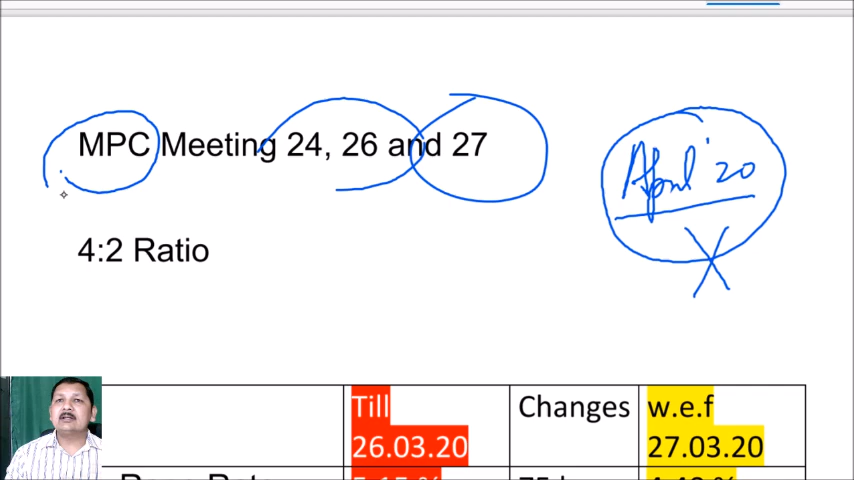 MPC Meeting 24, 26 and 27
April '20
4:2 Ratio
Till 26.03.20 Changes w.e.f 27.03.20